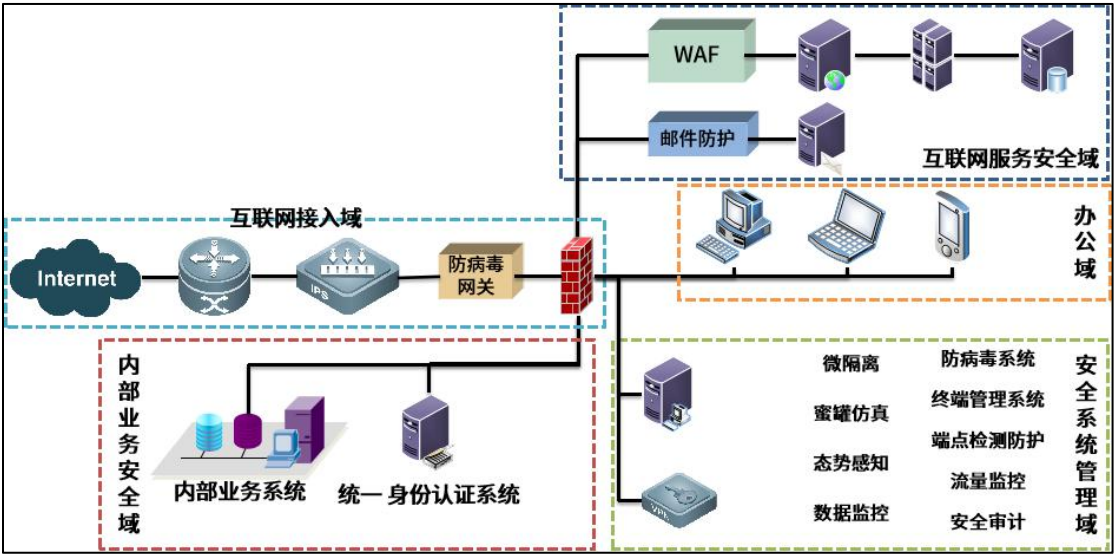 WAF
邮件防护
互联网服务安全域
办公域
互联网接入域
Internet
IPS
防病毒
网关
内部业务安全域
内部业务系统
统一 身份认证系统
微隔离
防病毒系统
蜜罐仿真
终端管理系统
端点检测防护
态势感知
流量监控
数据监控
安全审计
VPN
安全系统管理域